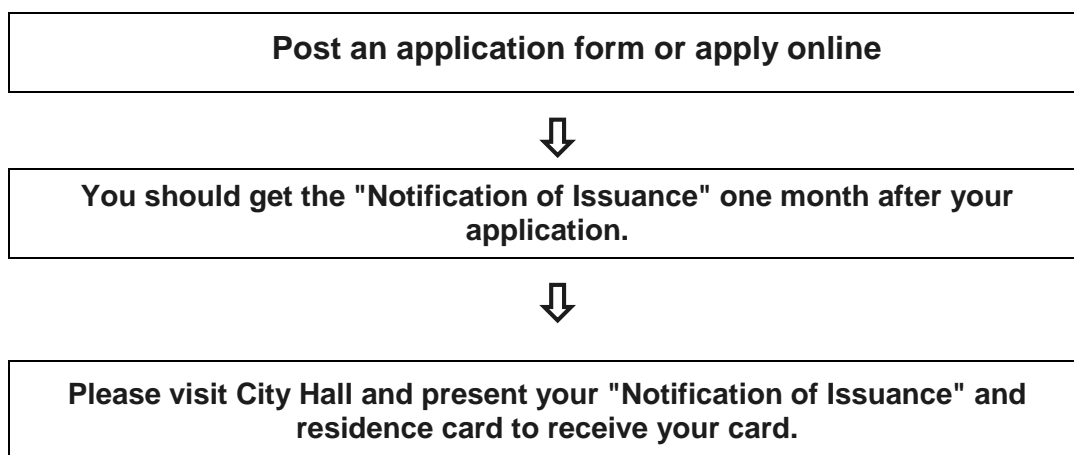 Post an application form or apply online
You should get the "Notification of Issuance" one month after your
application.
Please visit City Hall and present your "Notification of Issuance" and
residence card to receive your card.